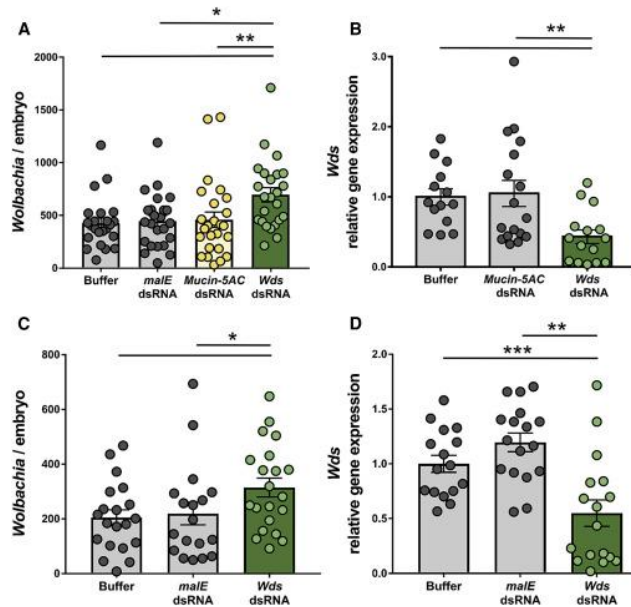 A
*
**
Wolbachia / embryo
2000
1500
1000
500
0
Buffer
malE
dsRNA
Mucin-5AC
dsRNA
Wds
dsRNA
B
**
Wds
relative gene expression
3.0
2.0
1.0
0.0
Buffer
Mucin-5AC
dsRNA
Wds
dsRNA
C
*
Wolbachia / embryo
800
600
400
200
0
Buffer
malE
dsRNA
Wds
dsRNA
D
**
***
Wds
relative gene expression
2.0
1.5
1.0
0.5
0.0
Buffer
malE
dsRNA
Wds
dsRNA